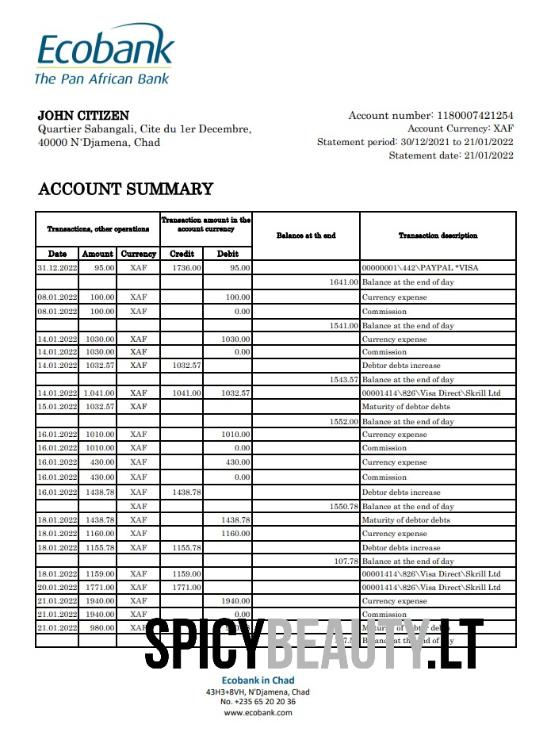 Ecobank
The Pan African Bank
JOHN CITIZEN
Quartier Sabangali, Cite du 1er Decembre,
40000 N'Djamena, Chad
Account number: 1180007421254
Account Currency: XAF
Statement period: 30/12/2021 to 21/01/2022
Statement date: 21/01/2022
ACCOUNT SUMMARY
Transactions, other operations Transaction amount in the account currency Balance at th end Transaction description
Date Amount Currency Credit Debit
31.12.2022 95.00 XAF 1736.00 95.00 00000001\442\PAYPAL *VISA
1641.00 Balance at the end of day
08.01.2022 100.00 XAF 100.00 Currency expense
08.01.2022 100.00 XAF 0.00 Commission
1541.00 Balance at the end of day
14.01.2022 1030.00 XAF 1030.00 Currency expense
14.01.2022 1030.00 XAF 0.00 Commission
14.01.2022 1032.57 XAF 1032.57 Debtor debts increase
1543.57 Balance at the end of day
14.01.2022 1.041.00 XAF 1041.00 1032.57 00001414\826\Visa Direct\Skrill Ltd
15.01.2022 1032.57 XAF Maturity of debtor debts
1552.00 Balance at the end of day
16.01.2022 1010.00 XAF 1010.00 Currency expense
16.01.2022 1010.00 XAF 0.00 Commission
16.01.2022 430.00 XAF 430.00 Currency expense
16.01.2022 430.00 XAF 0.00 Commission
16.01.2022 1438.78 XAF 1438.78 Debtor debts increase
XAF 1550.78 Balance at the end of day
18.01.2022 1438.78 XAF 1438.78 Maturity of debtor debts
18.01.2022 1160.00 XAF 1160.00 Currency expense
18.01.2022 1155.78 XAF 1155.78 Debtor debts increase
107.78 Balance at the end of day
18.01.2022 1159.00 XAF 1159.00 00001414\826\Visa Direct\Skrill Ltd
20.01.2022 1771.00 XAF 1771.00 00001414\826\Visa Direct\Skrill Ltd
21.01.2022 1940.00 XAF 1940.00 Currency expense
21.01.2022 1940.00 XAF 0.00 Commission
21.01.2022 980.00 XAF Maturity of debtor debts
Balance at the end of day
SPICYBEAUTY.LT
Ecobank in Chad
43H3+8VH, N'Djamena, Chad
No. +235 65 20 20 36
www.ecobank.com